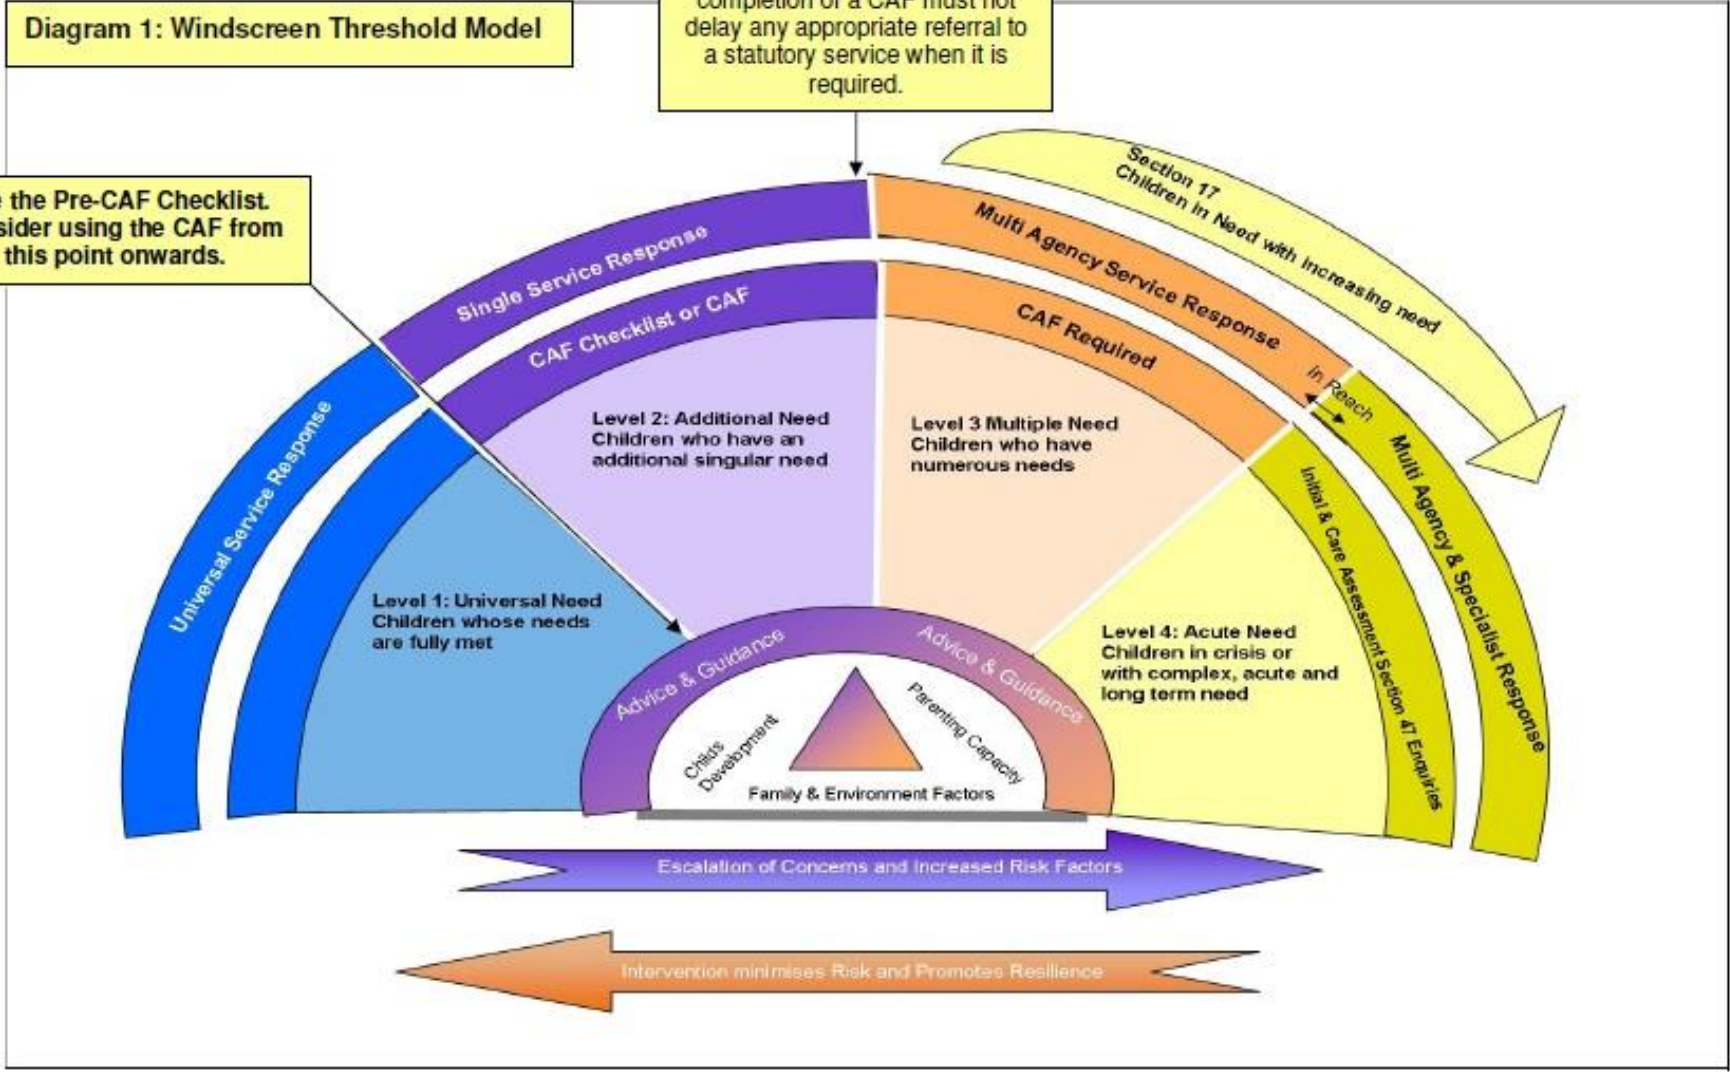 Diagram 1: Windscreen Threshold Model
completion of a CAF must not
delay any appropriate referral to
a statutory service when it is
required.
the Pre-CAF Checklist.
using the CAF from
this point onwards.
Section 17
Children in Need with increasing need
Single Service Response
Multi Agency Service Response
in Reach
CAF Checklist or CAF
CAF Required
Universal Service Response
Multi Agency & Specialist Response
Initial & Care Assessment Section 47 Enquiries
Level 2: Additional Need
Children who have an
additional singular need
Level 3 Multiple Need
Children who have
numerous needs
Level 1: Universal Need
Children whose needs
are fully met
Level 4: Acute Need
Children in crisis or
with complex, acute and
long term need
Advice & Guidance
Advice & Guidance
Childs
Development
Parenting Capacity
Family & Environment Factors
Escalation of Concerns and Increased Risk Factors
Intervention minimises Risk and Promotes Resilience